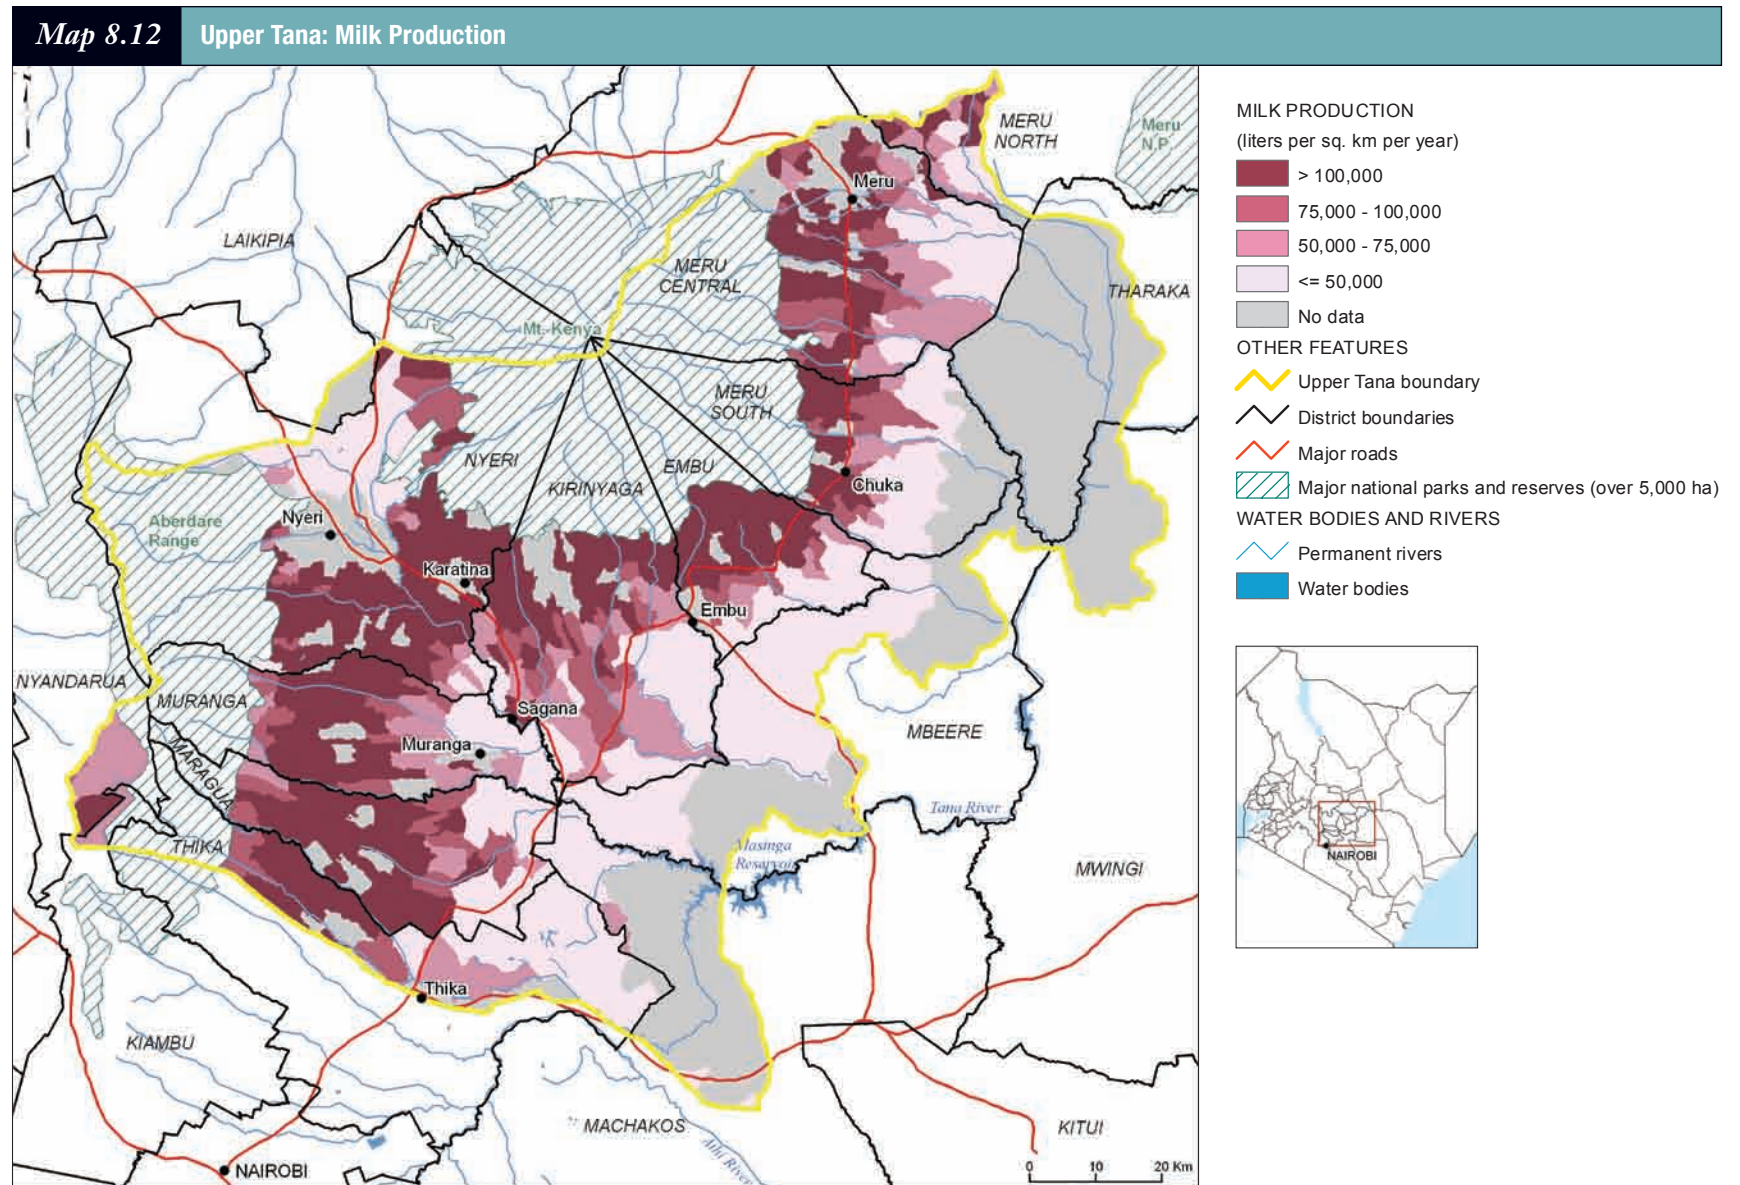 Map 8.12
Upper Tana: Milk Production
MERU
NORTH
Meru
N.P.
Meru
LAIKIPIA
MERU
CENTRAL
THARAKA
Mt. Kenya
MERU
SOUTH
NYERI
EMBU
KIRINYAGA
Chuka
Aberdare
Range
Nyeri
Karatina
Embu
NYANDARUA
MURANGA
Sagana
MBEERE
Muranga
MARAGUA
Tana River
THIKA
Masinga
Reservoir
MWINGI
Thika
KIAMBU
MACHAKOS
KITUI
Athi River
NAIROBI
0 10 20 Km
MILK PRODUCTION
(liters per sq. km per year)
> 100,000
75,000 - 100,000
50,000 - 75,000
<= 50,000
No data
OTHER FEATURES
Upper Tana boundary
District boundaries
Major roads
Major national parks and reserves (over 5,000 ha)
WATER BODIES AND RIVERS
Permanent rivers
Water bodies
NAIROBI